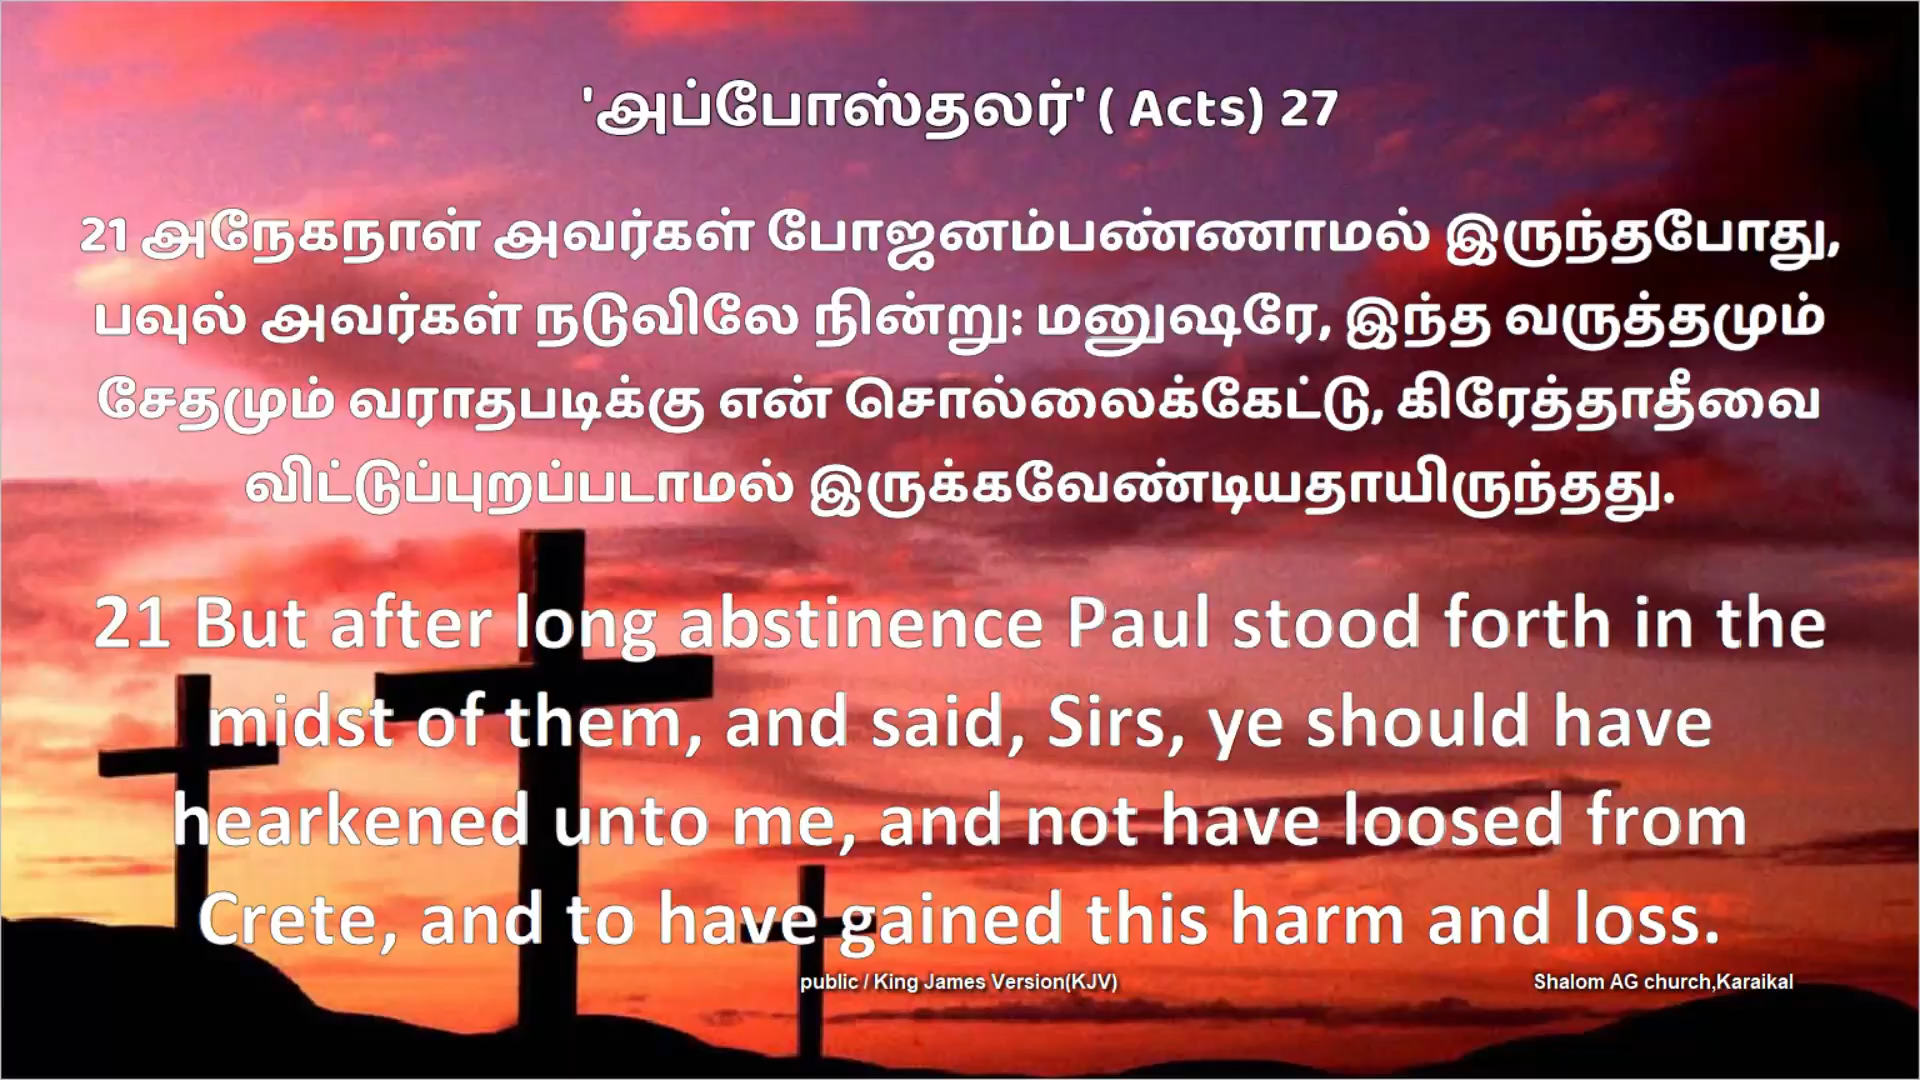 'அப்போஸ்தலர்' ( Acts) 27
21 அநேகநாள் அவர்கள் போஜனம்பண்ணாமல் இருந்தபோது,
பவுல் அவர்கள் நடுவிலே நின்று: மனுஷரே, இந்த வருத்தமும்
சேதமும் வராதபடிக்கு என் சொல்லைக்கேட்டு, கிரேத்தாதீவை
விட்டுப்புறப்படாமல் இருக்கவேண்டியதாயிருந்தது.
21 But after long abstinence Paul stood forth in the
midst of them, and said, Sirs, ye should have
hearkened unto me, and not have loosed from
Crete, and to have gained this harm and loss.
public / King James Version(KJV)
Shalom AG church,Karaikal